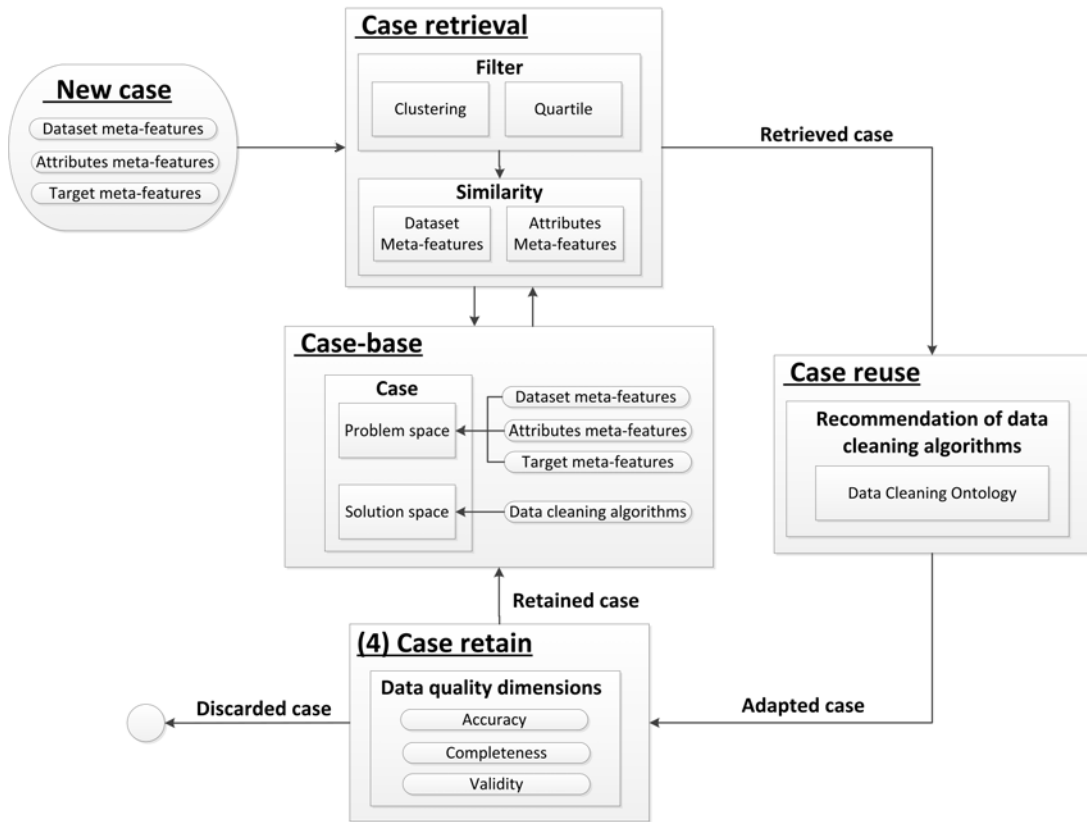 New case
Dataset meta-features
Attributes meta-features
Target meta-features
Case retrieval
Filter
Clustering
Quartile
Similarity
Dataset
Meta-features
Attributes
Meta-features
Retrieved case
Case-base
Case
Problem space
Solution space
Dataset meta-features
Attributes meta-features
Target meta-features
Data cleaning algorithms
Case reuse
Recommendation of data
cleaning algorithms
Data Cleaning Ontology
Retained case
(4) Case retain
Data quality dimensions
Accuracy
Completeness
Validity
Discarded case
Adapted case